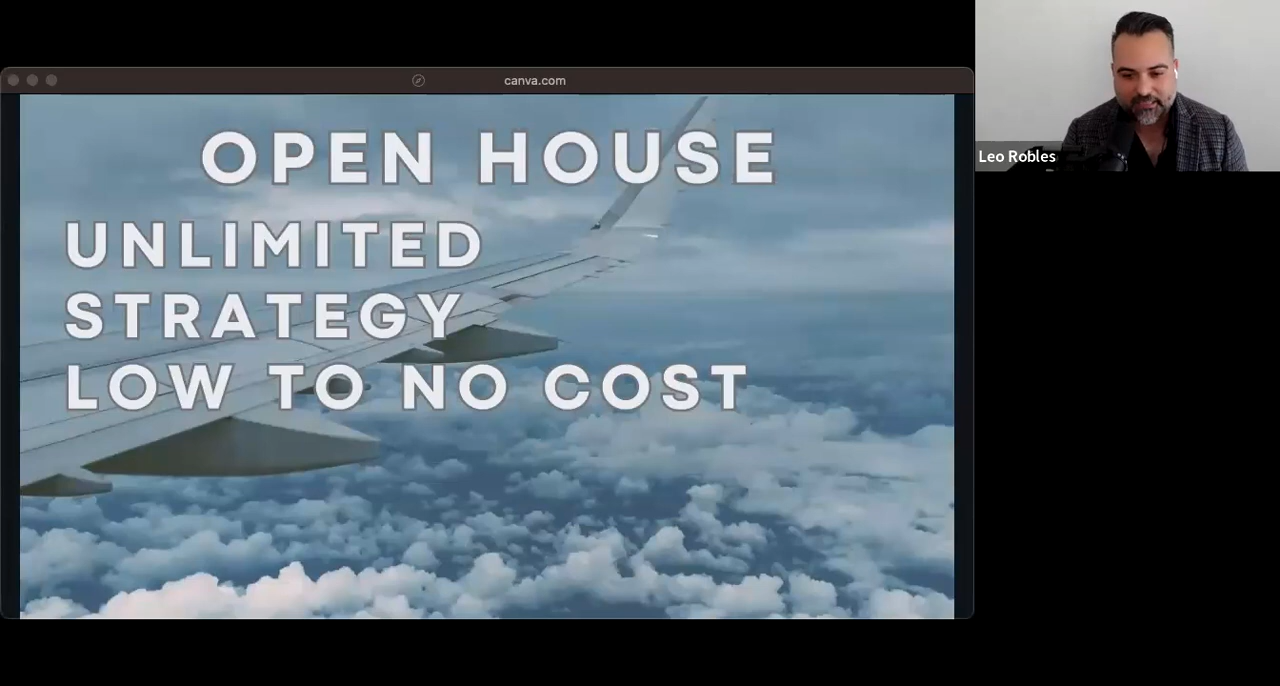 canva.com
OPEN HOUSE
UNLIMITED
STRATEGY
LOW TO NO COST
Leo Robles